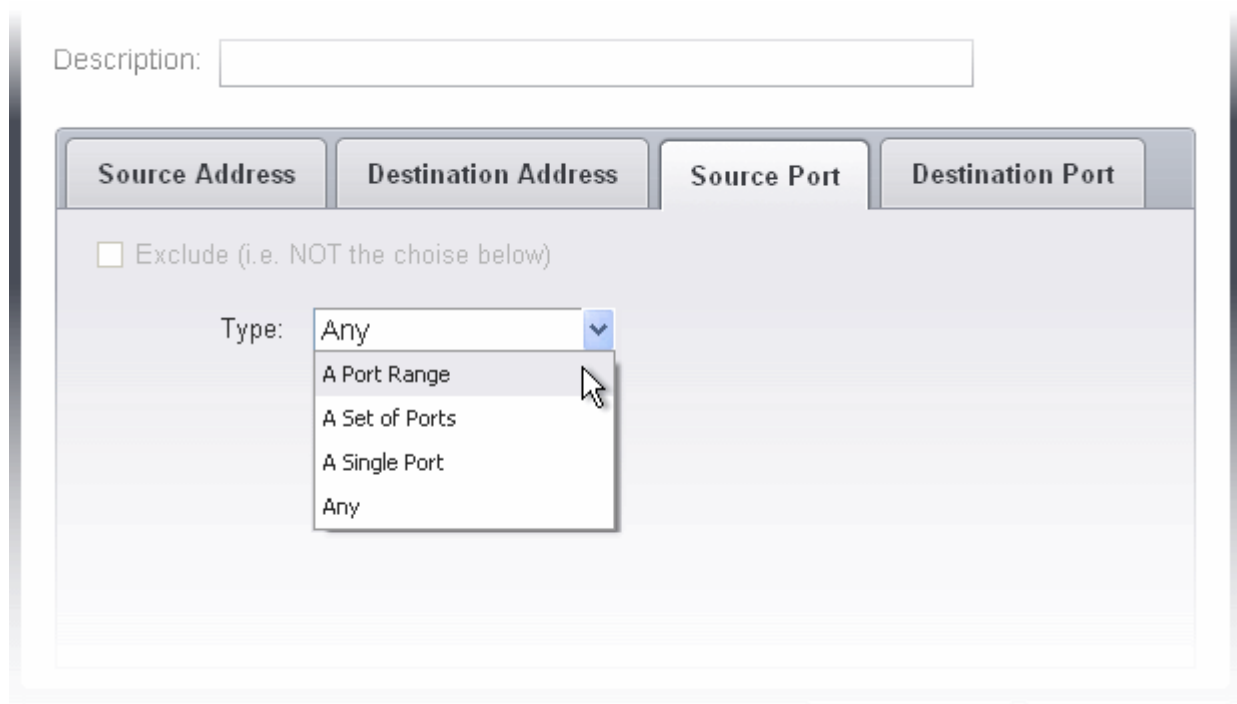 Description:
Source Address Destination Address Source Port Destination Port
Exclude (i.e. NOT the choise below)
Type: Any
A Port Range
A Set of Ports
A Single Port
Any